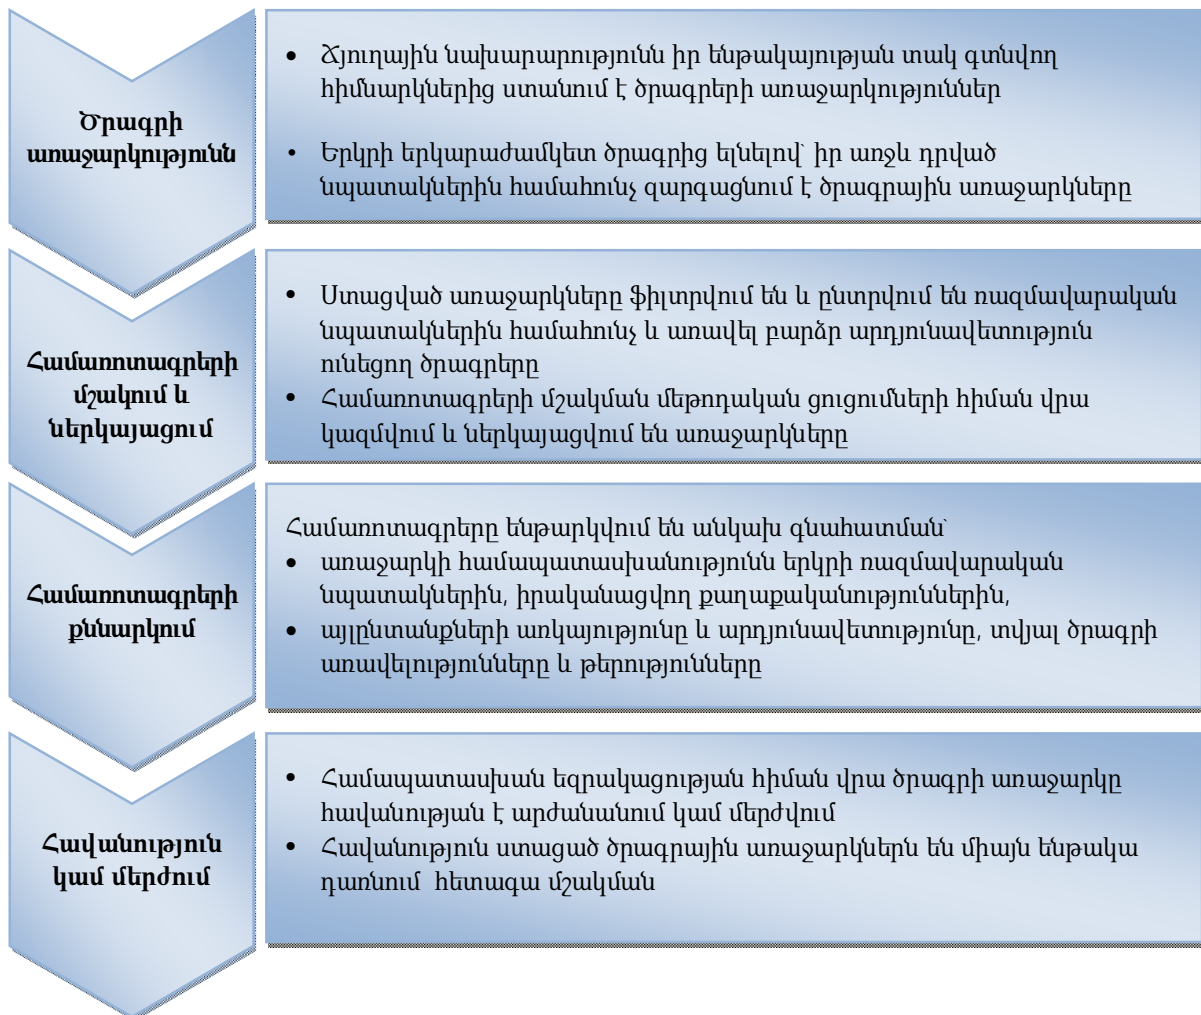 Ծրագրի
առաջարկությունն
• Ճյուղային նախարարությունն իր ենթակայության տակ գտնվող
հիմնարկներից ստանում է ծրագրերի առաջարկություններ
• Երկրի երկարաժամկետ ծրագրից ելնելով՝ իր առջև դրված
նպատակներին համահունչ զարգացնում է ծրագրային առաջարկները
Համառոտագրերի
մշակում և
ներկայացում
• Ստացված առաջարկները ֆիլտրվում են և ընտրվում են ռազմավարական
նպատակներին համահունչ և առավել բարձր արդյունավետություն
ունեցող ծրագրերը
• Համառոտագրերի մշակման մեթոդական ցուցումների հիման վրա
կազմվում և ներկայացվում են առաջարկները
Համառոտագրերի
քննարկում
Համառոտագրերը ենթարկվում են անկախ գնահատման՝
• առաջարկի համապատասխանությունն երկրի ռազմավարական
նպատակներին, իրականացվող քաղաքականություններին,
• այլընտանքների առկայությունը և արդյունավետությունը, տվյալ ծրագրի
առավելությունները և թերությունները
Հավանություն
կամ մերժում
• Համապատասխան եզրակացության հիման վրա ծրագրի առաջարկը
հավանության է արժանանում կամ մերժվում
• Հավանություն ստացած ծրագրային առաջարկներն են միայն ենթակա
դառնում հետագա մշակման